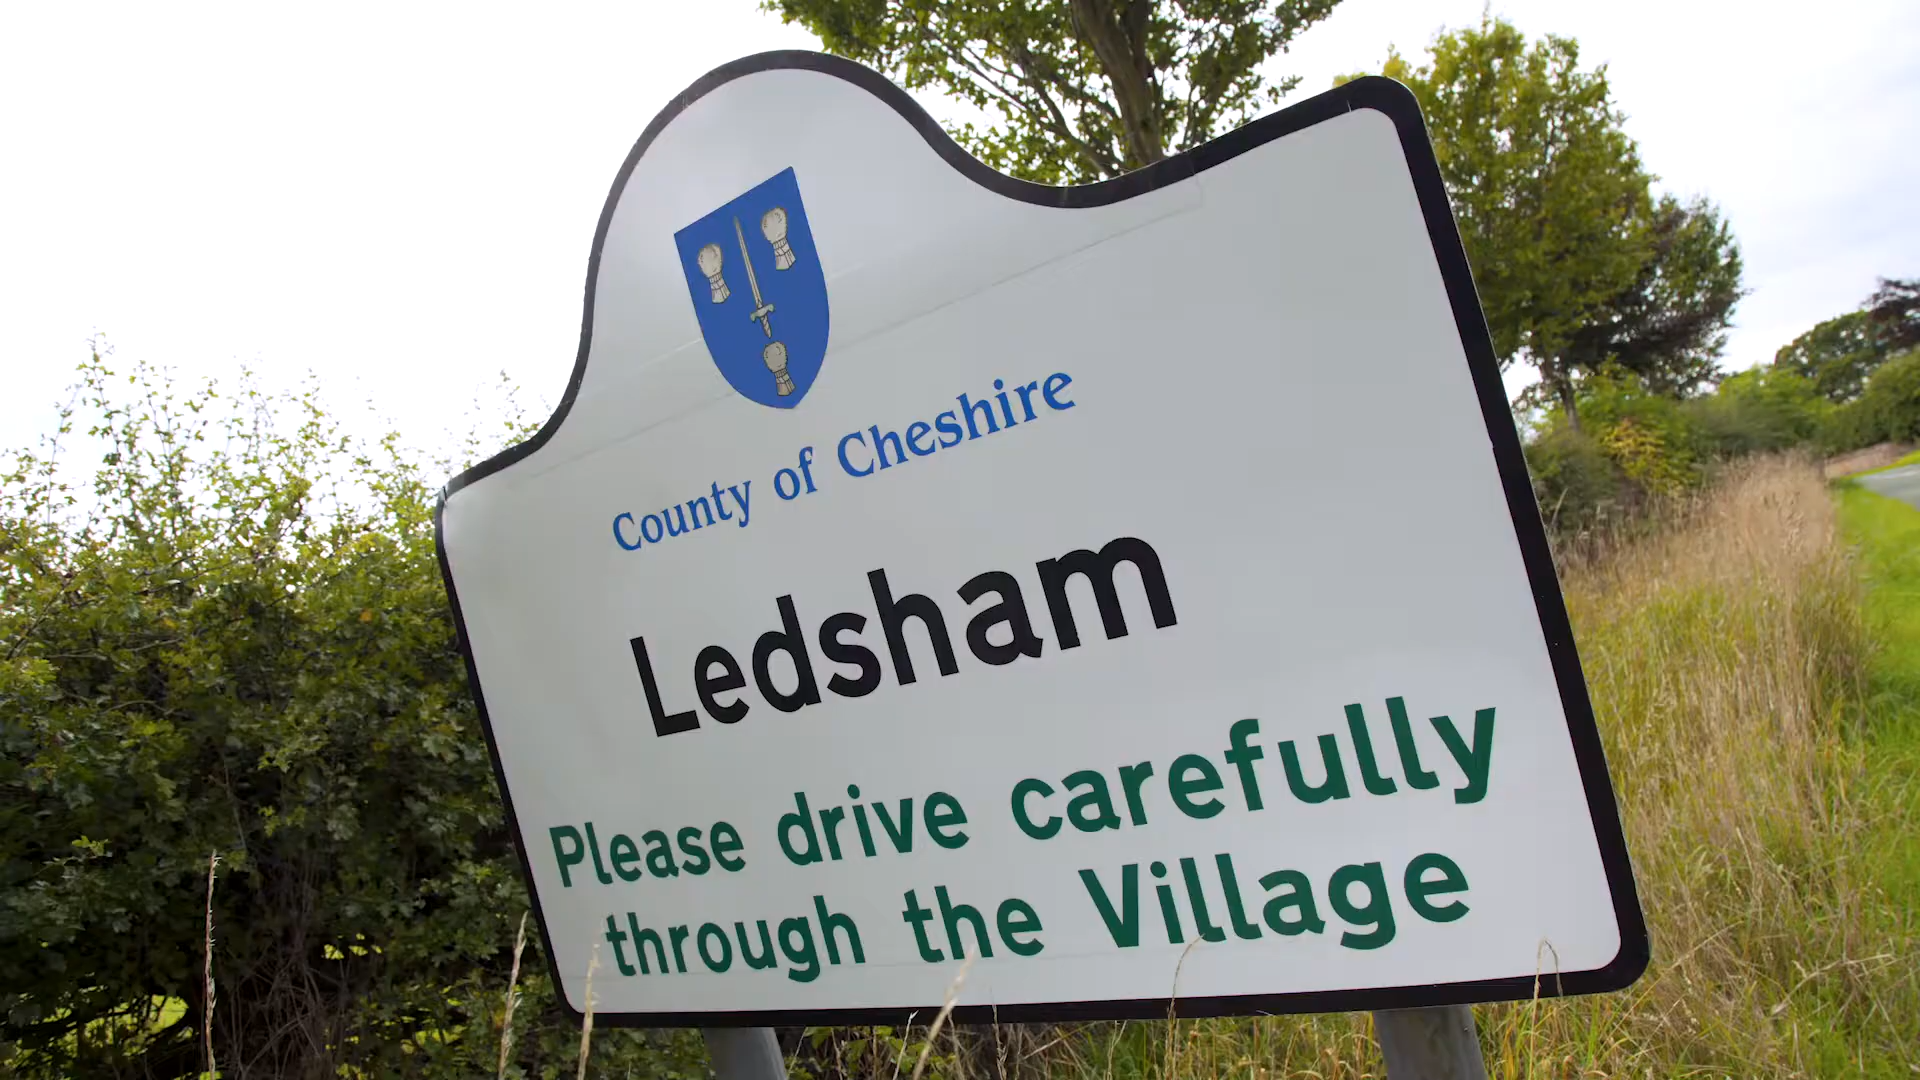 County of Cheshire
Ledsham
Please drive carefully
through the Village